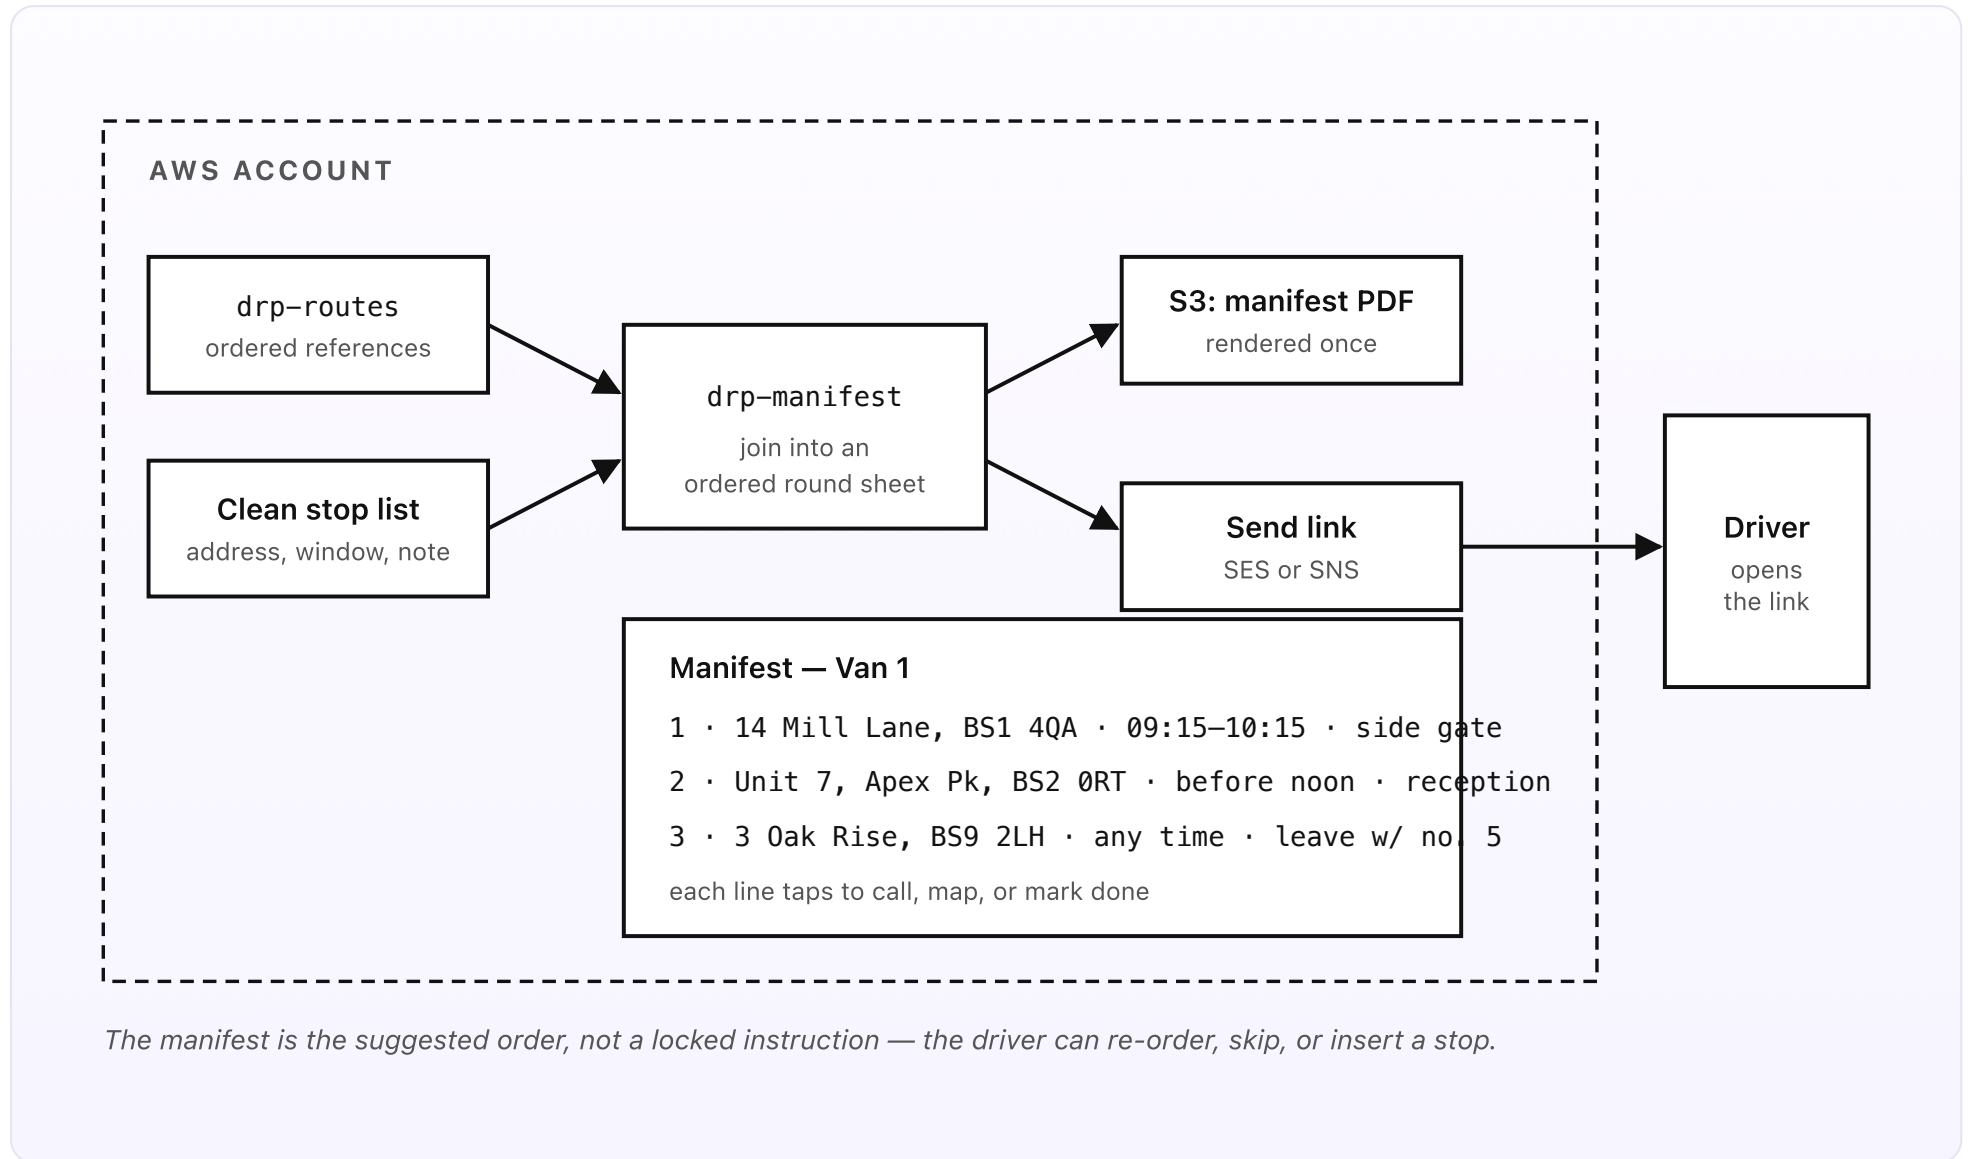 AWS ACCOUNT
drp-routes
ordered references
Clean stop list
address, window, note
drp-manifest
join into an
ordered round sheet
S3: manifest PDF
rendered once
Send link
SES or SNS
Driver
opens
the link
Manifest — Van 1
1 · 14 Mill Lane, BS1 4QA · 09:15–10:15 · side gate
2 · Unit 7, Apex Pk, BS2 0RT · before noon · reception
3 · 3 Oak Rise, BS9 2LH · any time · leave w/ no. 5
each line taps to call, map, or mark done
The manifest is the suggested order, not a locked instruction — the driver can re-order, skip, or insert a stop.